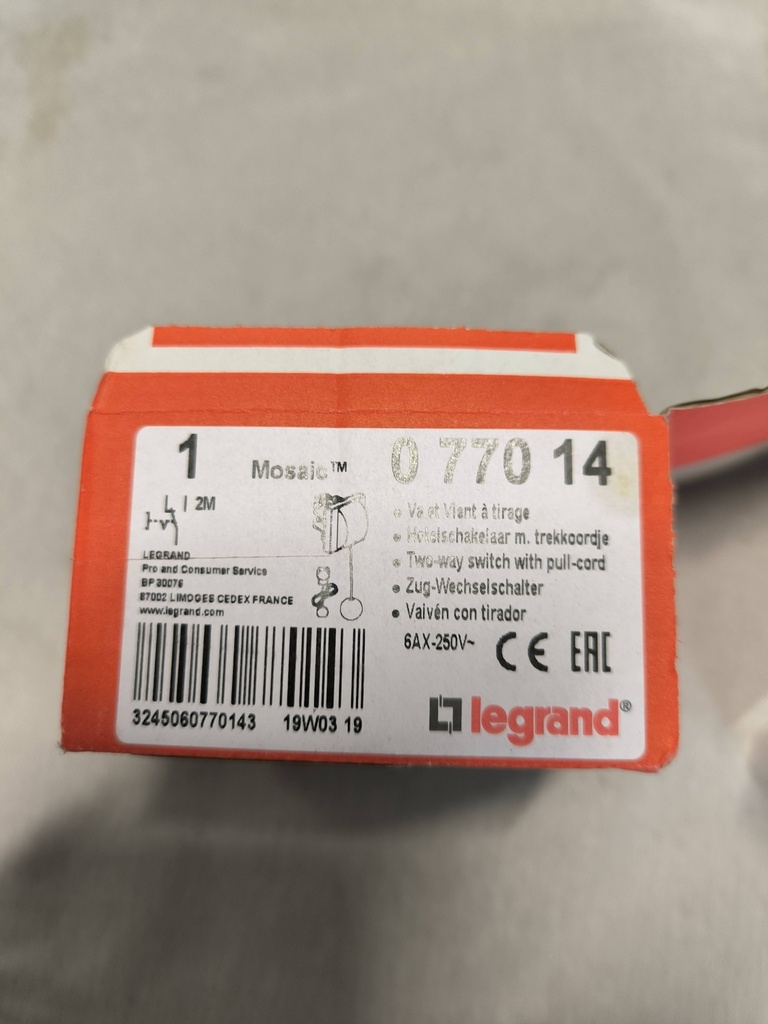 1 Mosaic™ 0 770 14
2M
LEGRAND
Pro and Consumer Service
BP 30076
87002 LIMOGES CEDEX FRANCE
www.legrand.com
• Va et Viant à tirage
• Hotelschakelaar m. trekkoordje
• Two-way switch with pull-cord
• Zug-Wechselschalter
• Vaivén con tirador
6AX-250V~ CE EAC
3245060770143 19W03 19
legrand®